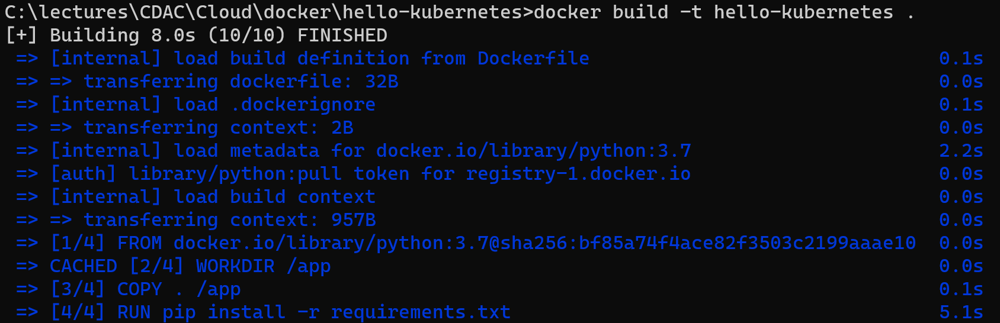 C:\lectures\CDAC\Cloud\docker\hello-kubernetes>docker build -t hello-kubernetes .
[+] Building 8.0s (10/10) FINISHED
=> [internal] load build definition from Dockerfile 0.1s
=> => transferring dockerfile: 32B 0.0s
=> [internal] load .dockerignore 0.1s
=> => transferring context: 2B 0.0s
=> [internal] load metadata for docker.io/library/python:3.7 2.2s
=> [auth] library/python:pull token for registry-1.docker.io 0.0s
=> [internal] load build context 0.0s
=> => transferring context: 957B 0.0s
=> [1/4] FROM docker.io/library/python:3.7@sha256:bf85a74f4ace82f3503c2199aaae10 0.0s
=> CACHED [2/4] WORKDIR /app 0.0s
=> [3/4] COPY . /app 0.1s
=> [4/4] RUN pip install -r requirements.txt 5.1s